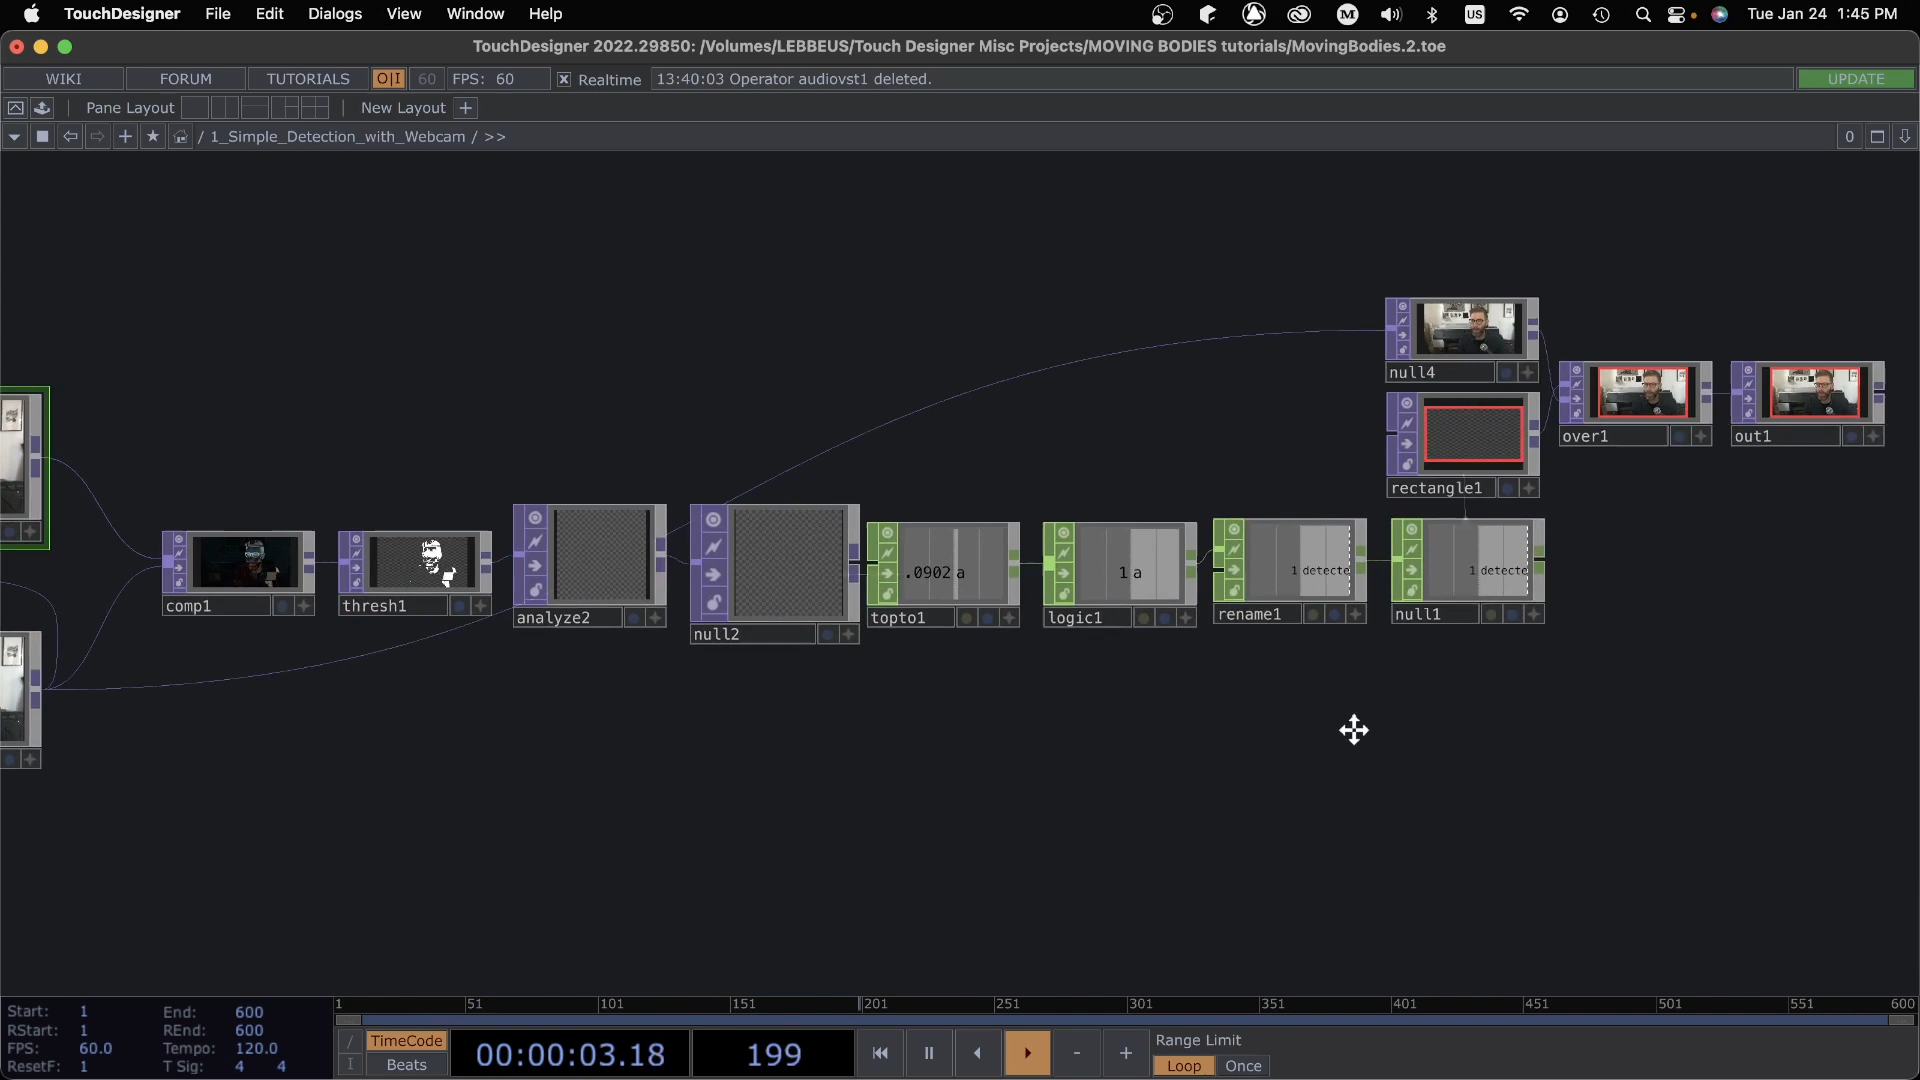 TouchDesigner File Edit Dialogs View Window Help US Tue Jan 24 1:45 PM
TouchDesigner 2022.29850: /Volumes/LEBBEUS/Touch Designer Misc Projects/MOVING BODIES tutorials/MovingBodies.2.toe
WIKI FORUM TUTORIALS O|I 60 FPS: 60 Realtime 13:40:03 Operator audiovst1 deleted. UPDATE
Pane Layout New Layout +
/ 1_Simple_Detection_with_Webcam / >> 0
null4
over1 out1
rectangle1
.0902 a 1 a 1 detecte 1 detecte
comp1 thresh1 analyze2 null2 topto1 logic1 rename1 null1
1 51 101 151 201 251 301 351 401 451 501 551 600
Start: 1 End: 600
RStart: 1 REnd: 600
FPS: 60.0 Tempo: 120.0
ResetF: 1 T Sig: 4 4
/ I TimeCode Beats 00:00:03.18 199 - + Range Limit
Loop Once